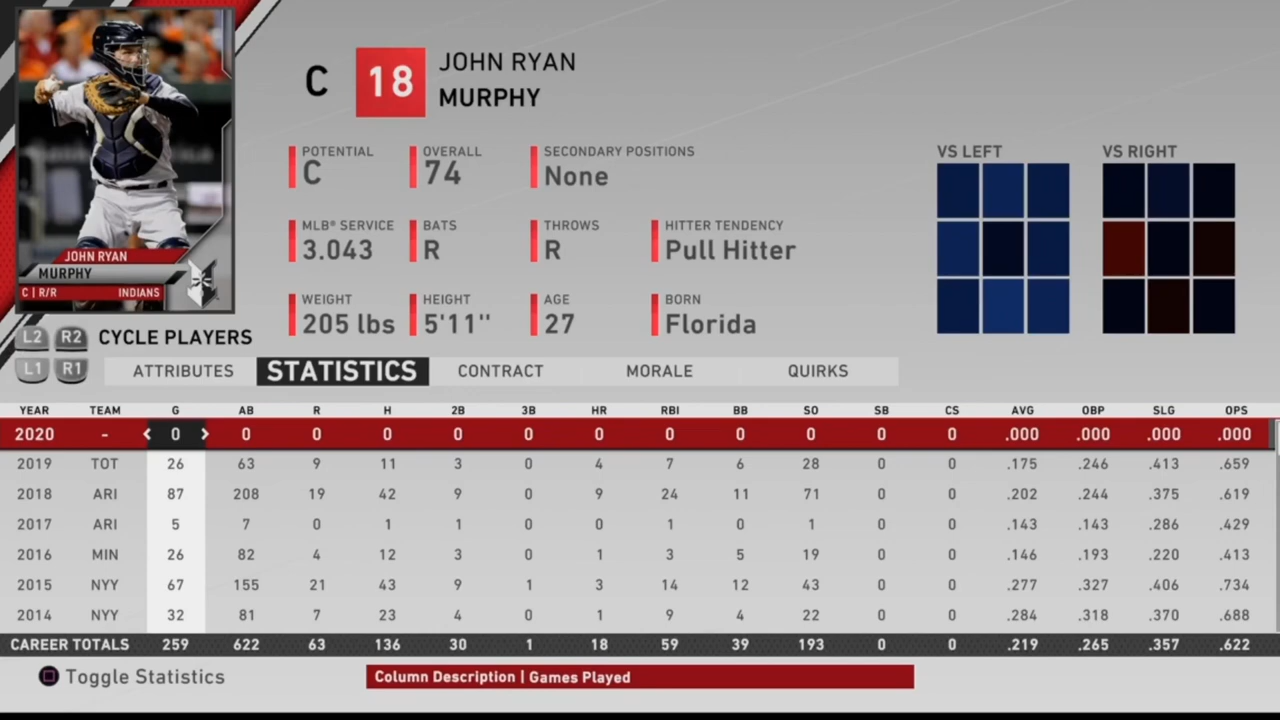 C 18 JOHN RYAN
MURPHY
POTENTIAL OVERALL SECONDARY POSITIONS
C 74 None
MLB® SERVICE BATS THROWS HITTER TENDENCY
3.043 R R Pull Hitter
WEIGHT HEIGHT AGE BORN
205 lbs 5'11'' 27 Florida
VS LEFT VS RIGHT
JOHN RYAN
MURPHY
C | R/R INDIANS
L2 R2 CYCLE PLAYERS
L1 R1 ATTRIBUTES STATISTICS CONTRACT MORALE QUIRKS
YEAR TEAM G AB R H 2B 3B HR RBI BB SO SB CS AVG OBP SLG OPS
2020 - < 0 > 0 0 0 0 0 0 0 0 0 0 0 .000 .000 .000 .000
2019 TOT 26 63 9 11 3 0 4 7 6 28 0 0 .175 .246 .413 .659
2018 ARI 87 208 19 42 9 0 9 24 11 71 0 0 .202 .244 .375 .619
2017 ARI 5 7 0 1 1 0 0 1 0 1 0 0 .143 .143 .286 .429
2016 MIN 26 82 4 12 3 0 1 3 5 19 0 0 .146 .193 .220 .413
2015 NYY 67 155 21 43 9 1 3 14 12 43 0 0 .277 .327 .406 .734
2014 NYY 32 81 7 23 4 0 1 9 4 22 0 0 .284 .318 .370 .688
CAREER TOTALS 259 622 63 136 30 1 18 59 39 193 0 0 .219 .265 .357 .622
Toggle Statistics
Column Description | Games Played